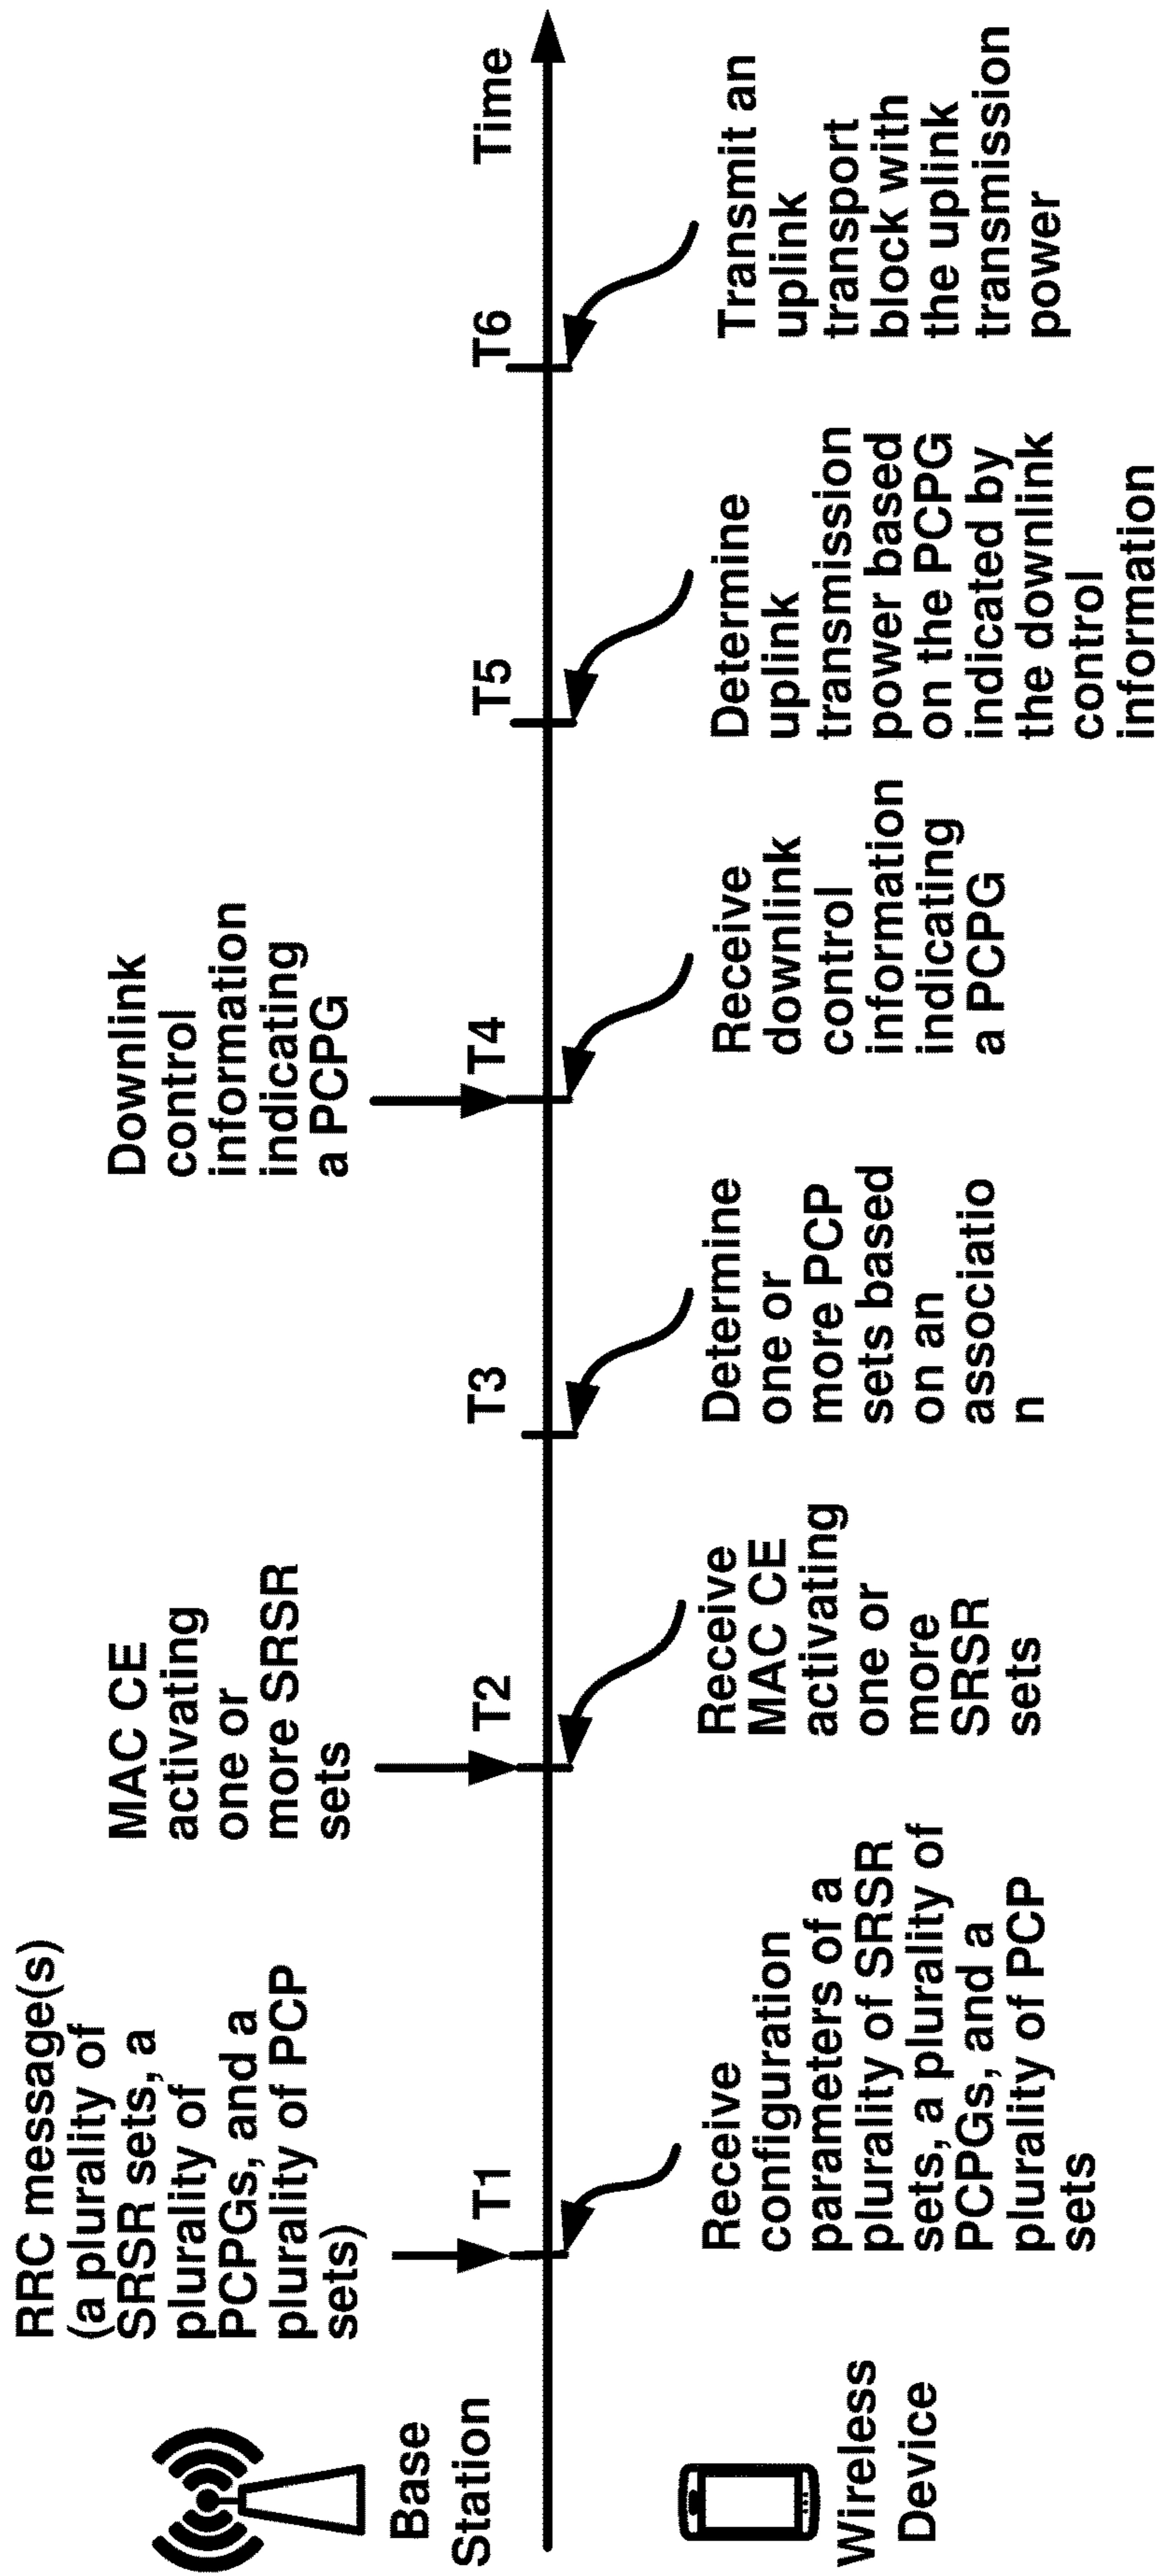 Base
Station
RRC message(s)
(a plurality of
SRSR sets, a
plurality of
PCPGs, and a
plurality of PCP
sets)
MAC CE
activating
one or
more SRSR
sets
Downlink
control
information
indicating
a PCPG
T1
T2
T3
T4
T5
T6
Time
Wireless
Device
Receive
configuration
parameters of a
plurality of SRSR
sets, a plurality of
PCPGs, and a
plurality of PCP
sets
Receive
MAC CE
activating
one or
more
SRSR
sets
Determine
one or
more PCP
sets based
on an
associatio
n
Receive
downlink
control
information
indicating
a PCPG
Determine
uplink
transmission
power based
on the PCPG
indicated by
the downlink
control
information
Transmit an
uplink
transport
block with
the uplink
transmission
power